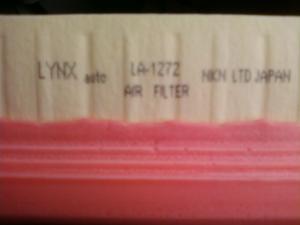 LYNX auto LA-1272 NKN LTD JAPAN
AIR FILTER